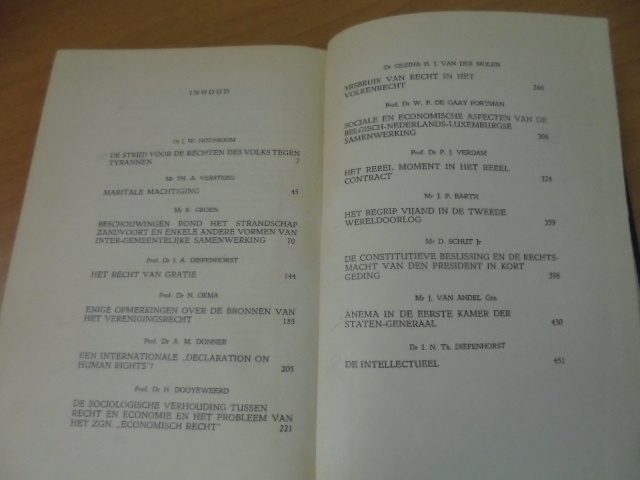 INHOUD
Dr J. W. NOTEBOOM
DE STRIJD VOOR DE RECHTEN DES VOLKS TEGEN
TYRANNEN 7
Mr TH. A. VERSTEEG
MARITALE MACHTIGING 45
Mr K. GROEN
BESCHOUWINGEN ROND HET STRANDSCHAP
ZANDVOORT EN ENKELE ANDERE VORMEN VAN
INTER-GEMEENTELIJKE SAMENWERKING 70
Prof. Dr I. A. DIEPENHORST
HET RECHT VAN GRATIE 144
Prof. Dr N. OKMA
ENIGE OPMERKINGEN OVER DE BRONNEN VAN
HET VERENIGINGSRECHT 185
Prof. Dr A. M. DONNER
EEN INTERNATIONALE „DECLARATION ON
HUMAN RIGHTS”? 205
Prof. Dr H. DOOYEWEERD
DE SOCIOLOGISCHE VERHOUDING TUSSEN
RECHT EN ECONOMIE EN HET PROBLEEM VAN
HET ZGN. „ECONOMISCH RECHT” 221
Dr GEZINA H. J. VAN DER MOLEN
MISBRUIK VAN RECHT IN HET
VOLKENRECHT 266
Prof. Dr W. F. DE GAAY FORTMAN
SOCIALE EN ECONOMISCHE ASPECTEN VAN DE
BELGISCH-NEDERLANDS-LUXEMBURGSE
SAMENWERKING 306
Prof. Dr P. J. VERDAM
HET REBEL MOMENT IN HET REBEL
CONTRACT 324
Mr J. P. BARTH
HET BEGRIP VIJAND IN DE TWEEDE
WERELDOORLOG 359
Mr D. SCHUT Jr
DE CONSTITUTIEVE BESLISSING EN DE RECHTS-
MACHT VAN DEN PRESIDENT IN KORT
GEDING 398
Mr J. VAN ANDEL Gzn
ANEMA IN DE EERSTE KAMER DER
STATEN-GENERAAL 430
Dr I. N. Th. DIEPENHORST
DE INTELLECTUEEL 451